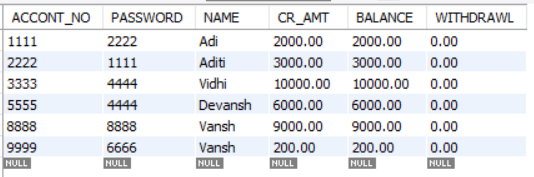 ACCONT_NO PASSWORD NAME CR_AMT BALANCE WITHDRAWL
1111 2222 Adi 2000.00 2000.00 0.00
2222 1111 Aditi 3000.00 3000.00 0.00
3333 4444 Vidhi 10000.00 10000.00 0.00
5555 4444 Devansh 6000.00 6000.00 0.00
8888 8888 Vansh 9000.00 9000.00 0.00
9999 6666 Vansh 200.00 200.00 0.00
NULL NULL NULL NULL NULL NULL